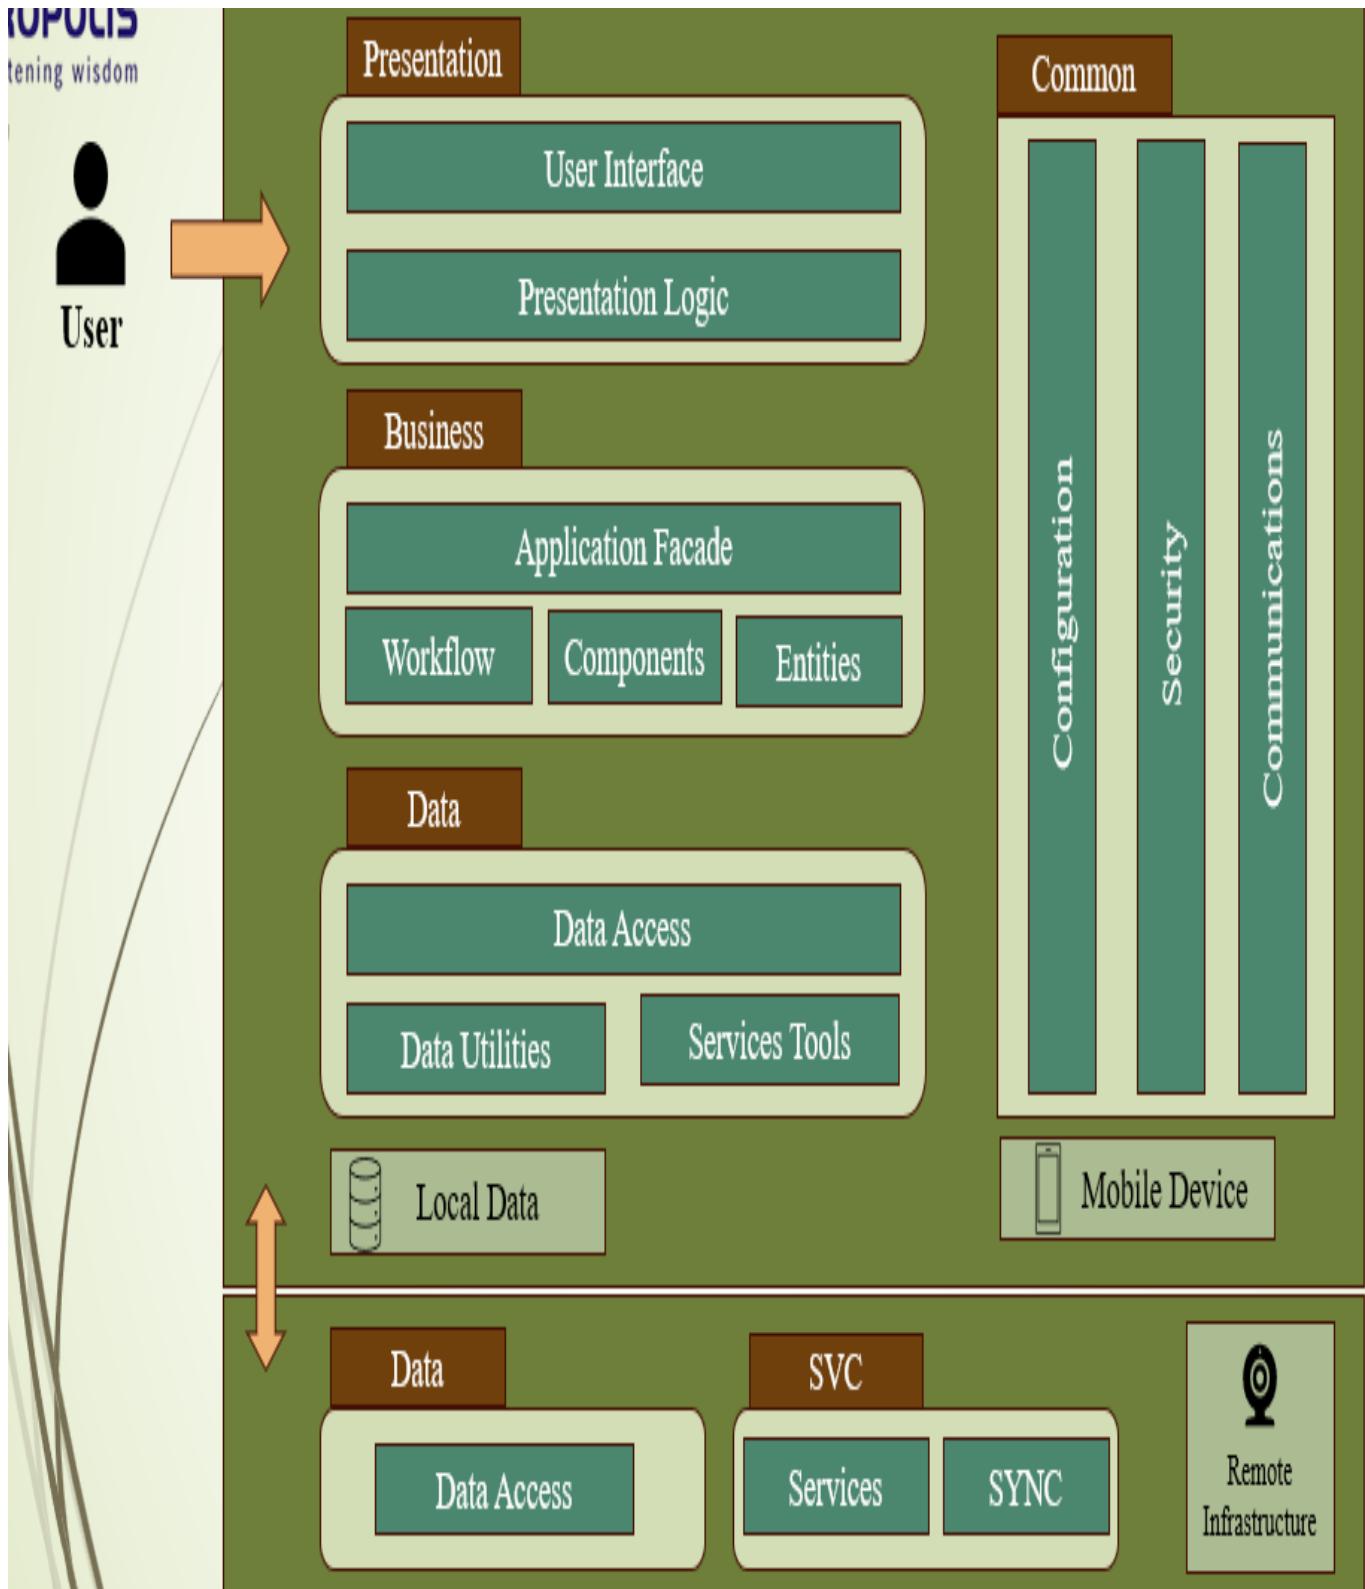 tening wisdom
User
Presentation
User Interface
Presentation Logic
Business
Application Facade
Workflow
Components
Entities
Data
Data Access
Data Utilities
Services Tools
Local Data
Common
Configuration
Security
Communications
Mobile Device
Data
Data Access
SVC
Services
SYNC
Remote
Infrastructure